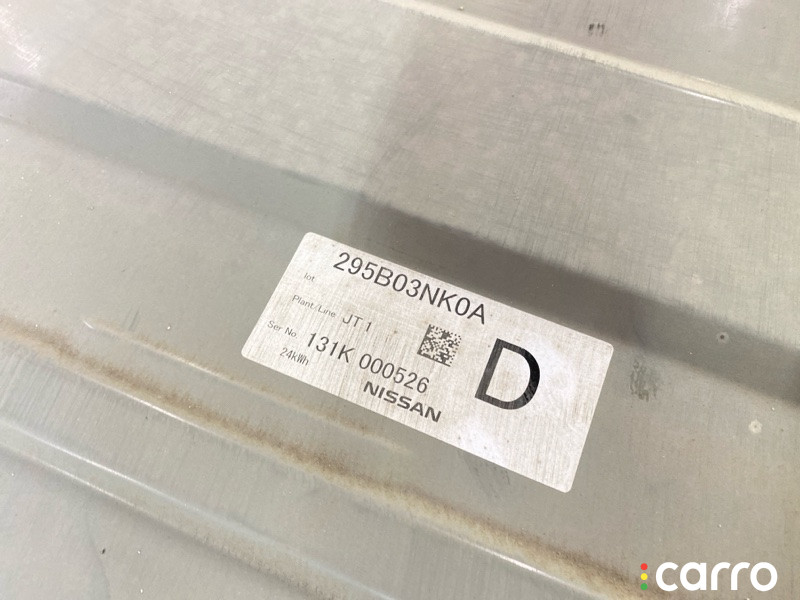 295B03NK0A
lot
Plant/Line JT1
Ser No 131K 000526
24kWh
NISSAN
D
carro